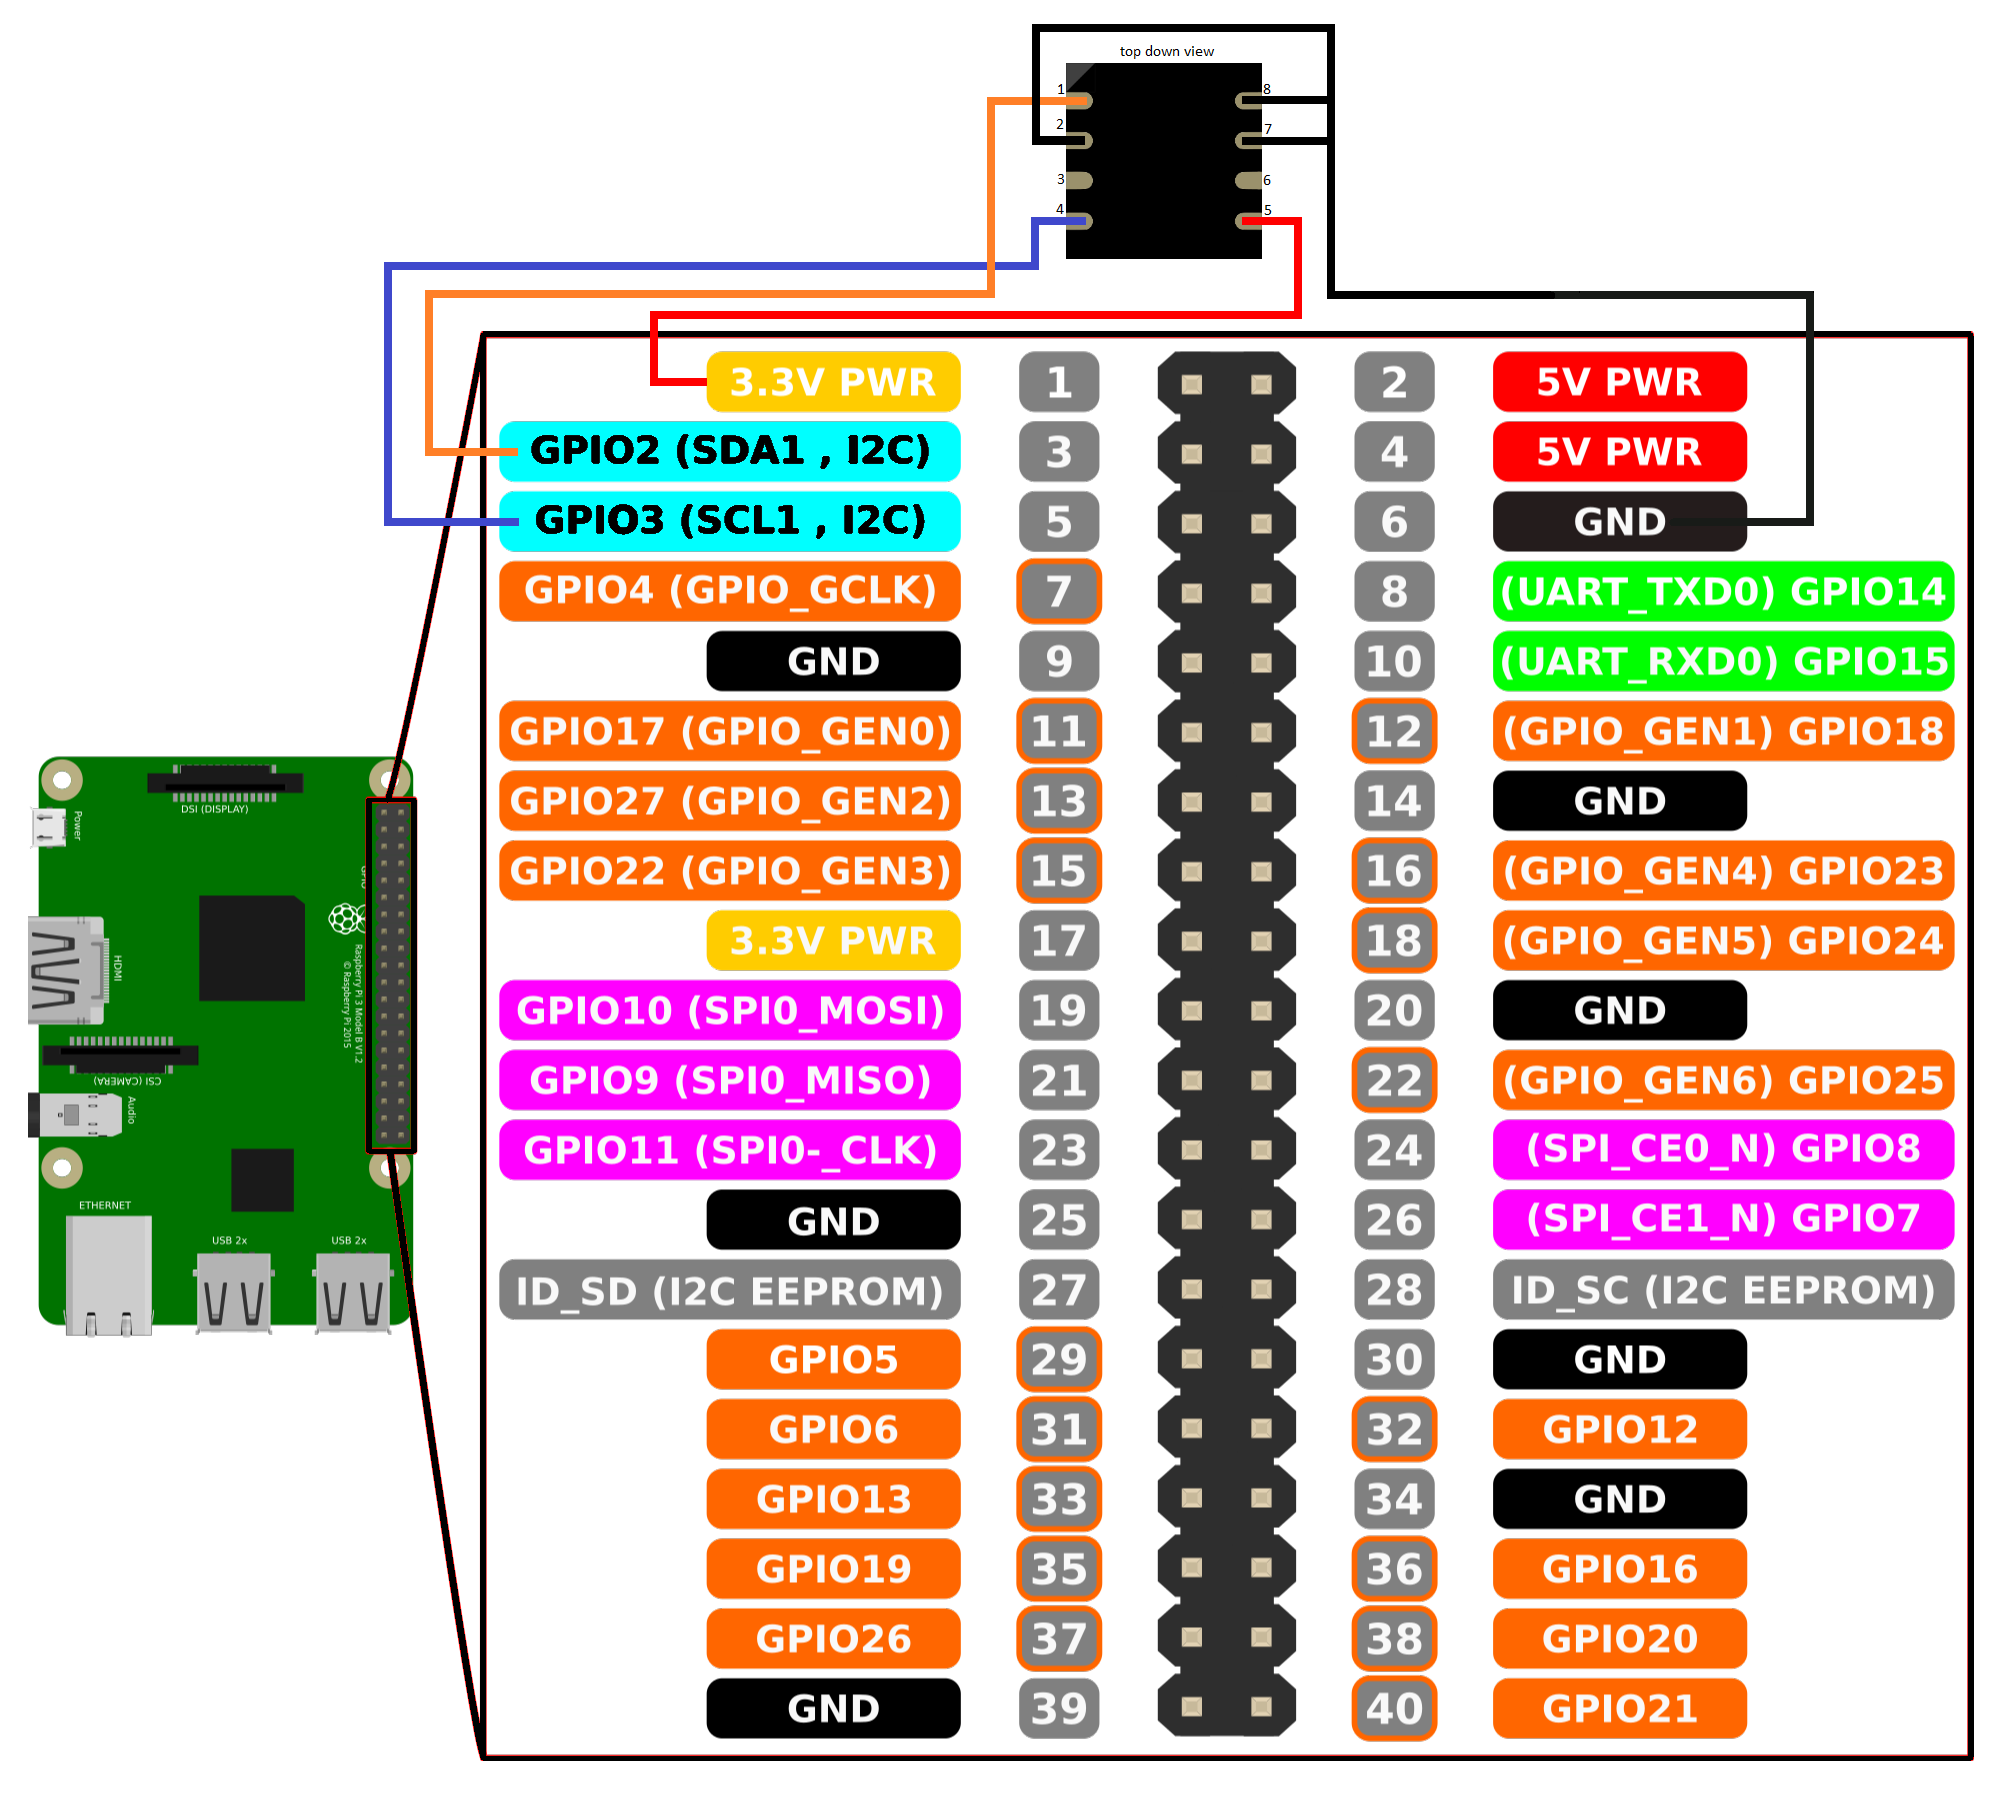 top down view
1 8
2 7
3 6
4 5
3.3V PWR 1 2 5V PWR
GPIO2 (SDA1 , I2C) 3 4 5V PWR
GPIO3 (SCL1 , I2C) 5 6 GND
GPIO4 (GPIO_GCLK) 7 8 (UART_TXD0) GPIO14
GND 9 10 (UART_RXD0) GPIO15
GPIO17 (GPIO_GEN0) 11 12 (GPIO_GEN1) GPIO18
GPIO27 (GPIO_GEN2) 13 14 GND
GPIO22 (GPIO_GEN3) 15 16 (GPIO_GEN4) GPIO23
3.3V PWR 17 18 (GPIO_GEN5) GPIO24
GPIO10 (SPI0_MOSI) 19 20 GND
GPIO9 (SPI0_MISO) 21 22 (GPIO_GEN6) GPIO25
GPIO11 (SPI0-_CLK) 23 24 (SPI_CE0_N) GPIO8
GND 25 26 (SPI_CE1_N) GPIO7
ID_SD (I2C EEPROM) 27 28 ID_SC (I2C EEPROM)
GPIO5 29 30 GND
GPIO6 31 32 GPIO12
GPIO13 33 34 GND
GPIO19 35 36 GPIO16
GPIO26 37 38 GPIO20
GND 39 40 GPIO21
DSI (DISPLAY)
Power
HDMI
Raspberry Pi 3 Model B V1.2
© Raspberry Pi 2015
CSI (CAMERA)
Audio
ETHERNET
USB 2x
USB 2x